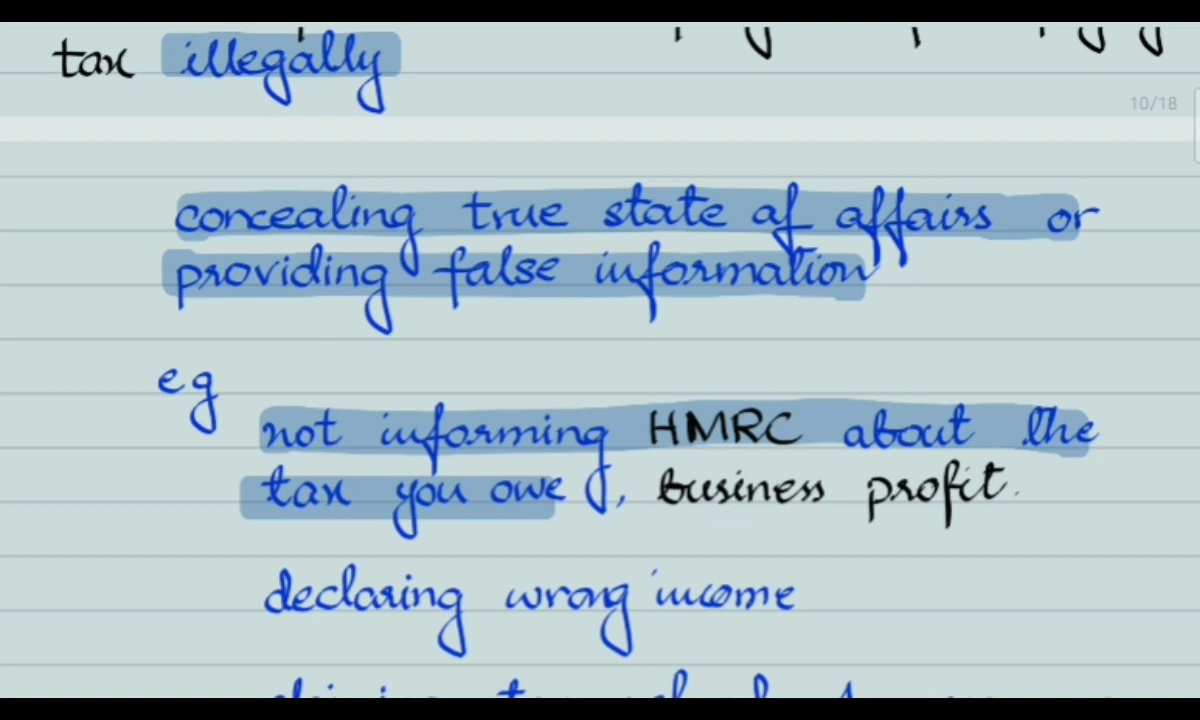 tax illegally
10/18
concealing true state of affairs or
providing false information
eg
not informing HMRC about the
tax you owe, business profit.
declaring wrong income